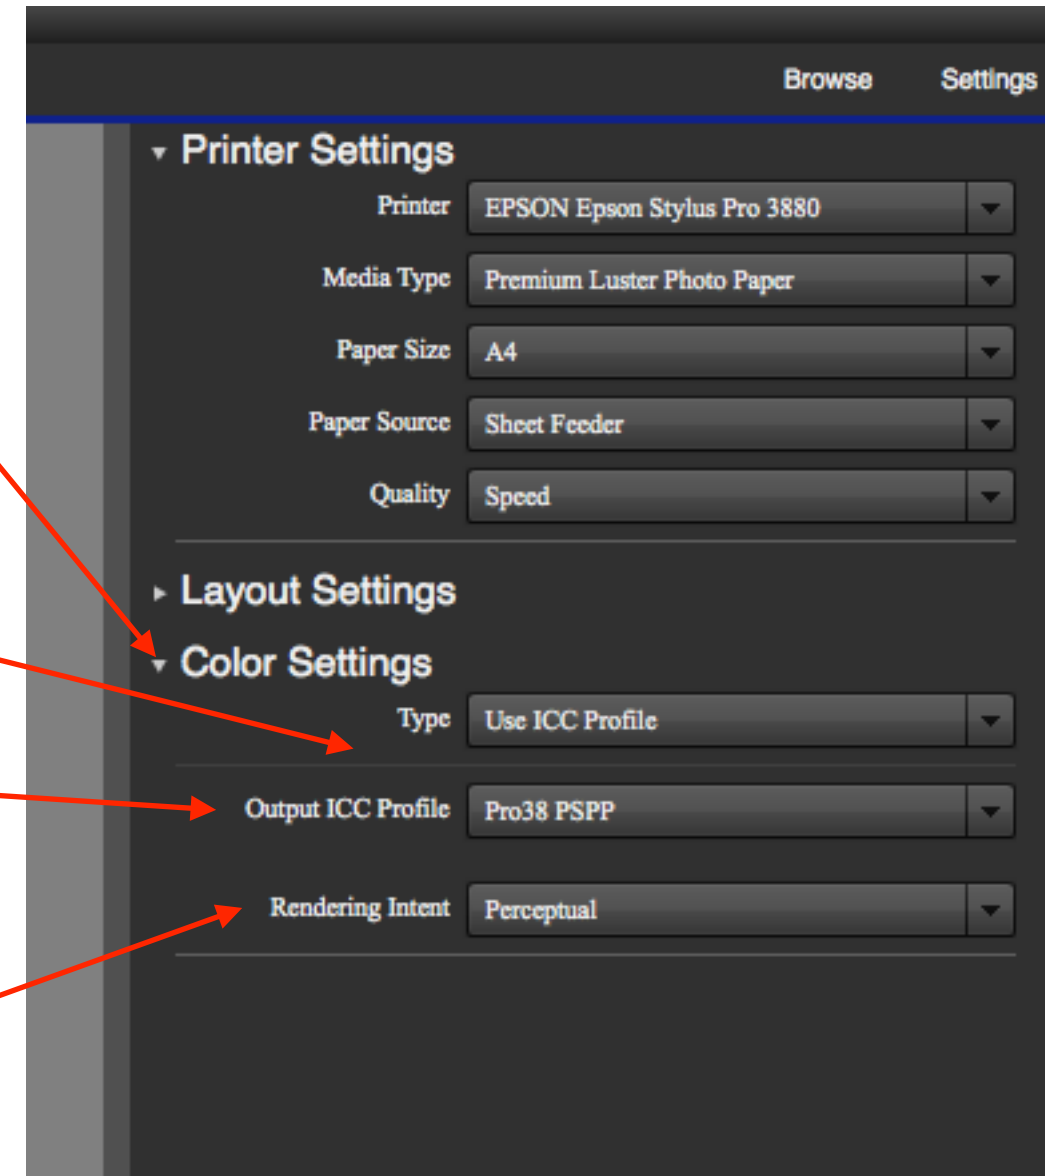 Browse Settings
Printer Settings
Printer EPSON Epson Stylus Pro 3880
Media Type Premium Luster Photo Paper
Paper Size A4
Paper Source Sheet Feeder
Quality Speed
Layout Settings
Color Settings
Type Use ICC Profile
Output ICC Profile Pro38 PSPP
Rendering Intent Perceptual